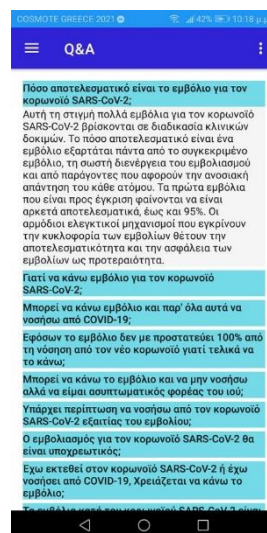 COSMOTE GREECE 2021 42% 10:18 μ.μ
Q&A
Πόσο αποτελεσματικό είναι το εμβόλιο για τον
κορωνοϊό SARS-CoV-2;
Αυτή τη στιγμή πολλά εμβόλια για τον κορωνοϊό
SARS-CoV-2 βρίσκονται σε διαδικασία κλινικών
δοκιμών. Το πόσο αποτελεσματικό είναι ένα
εμβόλιο εξαρτάται πάντα από το συγκεκριμένο
εμβόλιο, τη σωστή διενέργεια του εμβολιασμού
και από παράγοντες που αφορούν την ανοσιακή
απάντηση του κάθε ατόμου. Τα πρώτα εμβόλια
που είναι προς έγκριση φαίνονται να είναι
αρκετά αποτελεσματικά, έως και 95%. Οι
αρμόδιοι ελεγκτικοί μηχανισμοί που εγκρίνουν
την κυκλοφορία των εμβολίων θέτουν την
αποτελεσματικότητα και την ασφάλεια των
εμβολίων ως προτεραιότητα.
Γιατί να κάνω εμβόλιο για τον κορωνοϊό
SARS-CoV-2;
Μπορεί να κάνω εμβόλιο και παρ' όλα αυτά να
νοσήσω από COVID-19;
Εφόσον το εμβόλιο δεν με προστατεύει 100% από
τη νόσηση από τον νέο κορωνοϊό γιατί τελικά να
το κάνω;
Μπορεί να κάνω το εμβόλιο και να μην νοσήσω
αλλά να είμαι ασυμπτωματικός φορέας του ιού;
Υπάρχει περίπτωση να νοσήσω από τον κορωνοϊό
SARS-CoV-2 εξαιτίας του εμβολίου;
Ο εμβολιασμός για τον κορωνοϊό SARS-CoV-2 θα
είναι υποχρεωτικός;
Έχω εκτεθεί στον κορωνοϊό SARS-CoV-2 ή έχω
νοσήσει από COVID-19, Χρειάζεται να κάνω το
εμβόλιο;
Το εμβόλιο κατά του κορωνοϊού SARS-CoV-2 είναι